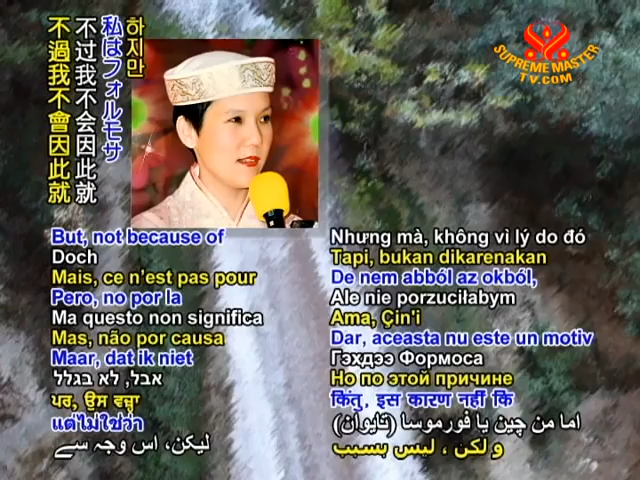 하지만
私はフォルモサ
不过我不会因此就
不過我不會因此就
SUPREME MASTER
TV.COM
But, not because of
Doch
Mais, ce n'est pas pour
Pero, no por la
Ma questo non significa
Mas, não por causa
Maar, dat ik niet
אבל, לא בגלל
ਪਰ, ਉਸ ਵਜ੍ਹਾ
แต่ไม่ใช่ว่า
لیکن، اس وجہ سے
Nhưng mà, không vì lý do đó
Tapi, bukan dikarenakan
De nem abból az okból,
Ale nie porzuciłabym
Ama, Çin'i
Dar, aceasta nu este un motiv
Гэхдээ Формоса
Но по этой причине
किंतु, इस कारण नहीं कि
اما من چین یا فورموسا (تایوان)
و لكن ، ليس بسبب